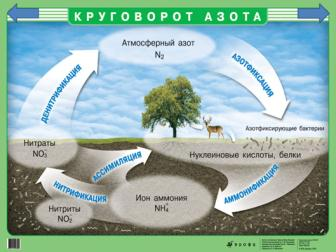 КРУГОВОРОТ АЗОТА
Атмосферный азот
N2
ДЕНИТРИФИКАЦИЯ
АЗОТФИКСАЦИЯ
Азотфиксирующие бактерии
Нитраты
NO3-
АССИМИЛЯЦИЯ
Нуклеиновые кислоты, белки
НИТРИФИКАЦИЯ
АММОНИФИКАЦИЯ
Ион аммония
NH4+
Нитриты
NO2-
дрофа